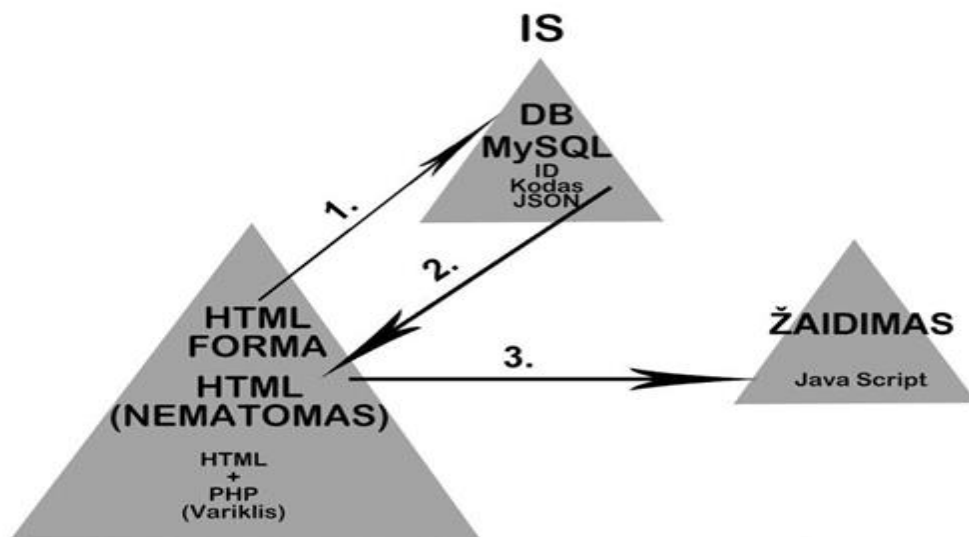 IS
DB
MySQL
ID
Kodas
JSON
1.
2.
HTML
FORMA
HTML
(NEMATOMAS)
HTML
+
PHP
(Variklis)
3.
ŽAIDIMAS
Java Script